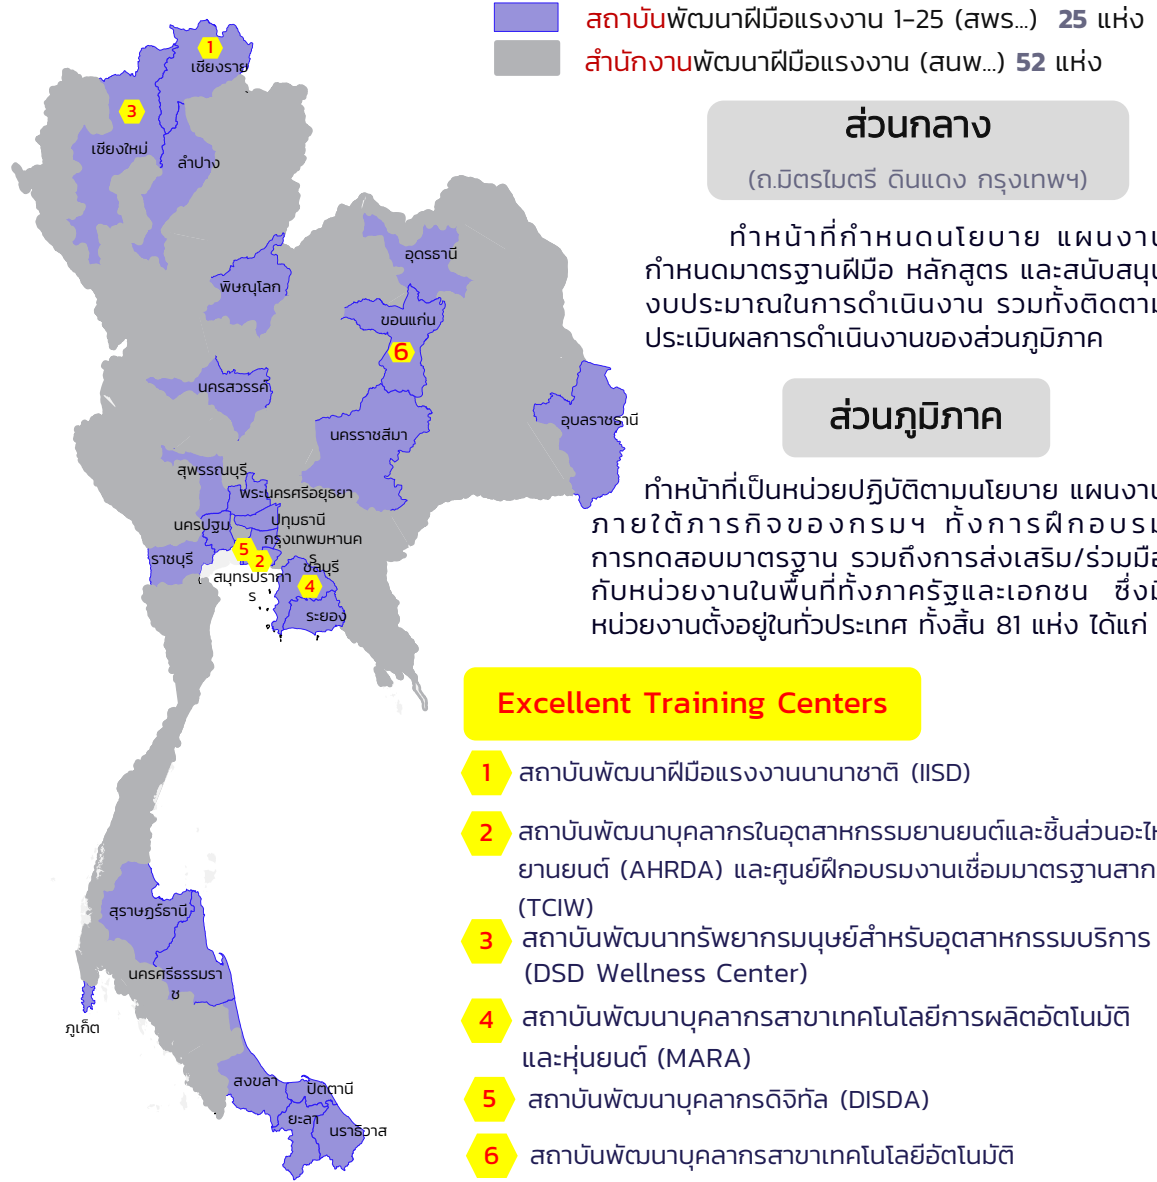 สถาบันพัฒนาฝีมือแรงงาน 1-25 (สพร...) 25 แห่ง
สำนักงานพัฒนาฝีมือแรงงาน (สนพ...) 52 แห่ง
ส่วนกลาง
(ถ.มิตรไมตรี ดินแดง กรุงเทพฯ)
ทำหน้าที่กำหนดนโยบาย แผนงาน
กำหนดมาตรฐานฝีมือ หลักสูตร และสนับสนุน
งบประมาณในการดำเนินงาน รวมทั้งติดตาม
ประเมินผลการดำเนินงานของส่วนภูมิภาค
ส่วนภูมิภาค
ทำหน้าที่เป็นหน่วยปฏิบัติตามนโยบาย แผนงาน
ภายใต้ภารกิจของกรมฯ ทั้งการฝึกอบรม
การทดสอบมาตรฐาน รวมถึงการส่งเสริม/ร่วมมือ
กับหน่วยงานในพื้นที่ทั้งภาครัฐและเอกชน ซึ่งมี
หน่วยงานตั้งอยู่ในทั่วประเทศ ทั้งสิ้น 81 แห่ง ได้แก่
Excellent Training Centers
1 สถาบันพัฒนาฝีมือแรงงานนานาชาติ (IISD)
2 สถาบันพัฒนาบุคลากรในอุตสาหกรรมยานยนต์และชิ้นส่วนอะไห
ยานยนต์ (AHRDA) และศูนย์ฝึกอบรมงานเชื่อมมาตรฐานสาก
(TCIW)
3 สถาบันพัฒนาทรัพยากรมนุษย์สำหรับอุตสาหกรรมบริการ
(DSD Wellness Center)
4 สถาบันพัฒนาบุคลากรสาขาเทคโนโลยีการผลิตอัตโนมัติ
และหุ่นยนต์ (MARA)
5 สถาบันพัฒนาบุคลากรดิจิทัล (DISDA)
6 สถาบันพัฒนาบุคลากรสาขาเทคโนโลยีอัตโนมัติ
1
เชียงราย
3
เชียงใหม่
ลำปาง
อุดรธานี
พิษณุโลก
ขอนแก่น
6
นครสวรรค์
นครราชสีมา
อุบลราชธานี
สุพรรณบุรี
พระนครศรีอยุธยา
นครปฐม
ปทุมธานี
กรุงเทพมหานค
ร
5
2
ราชบุรี
ชลบุรี
สมุทรปรากา
ร
4
ระยอง
สุราษฎร์ธานี
นครศรีธรรมรา
ช
ภูเก็ต
สงขลา
ปัตตานี
ยะลา
นราธิวาส